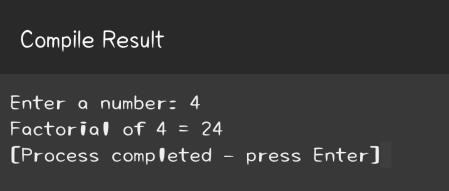 Compile Result
Enter a number: 4
Factorial of 4 = 24
[Process completed - press Enter]